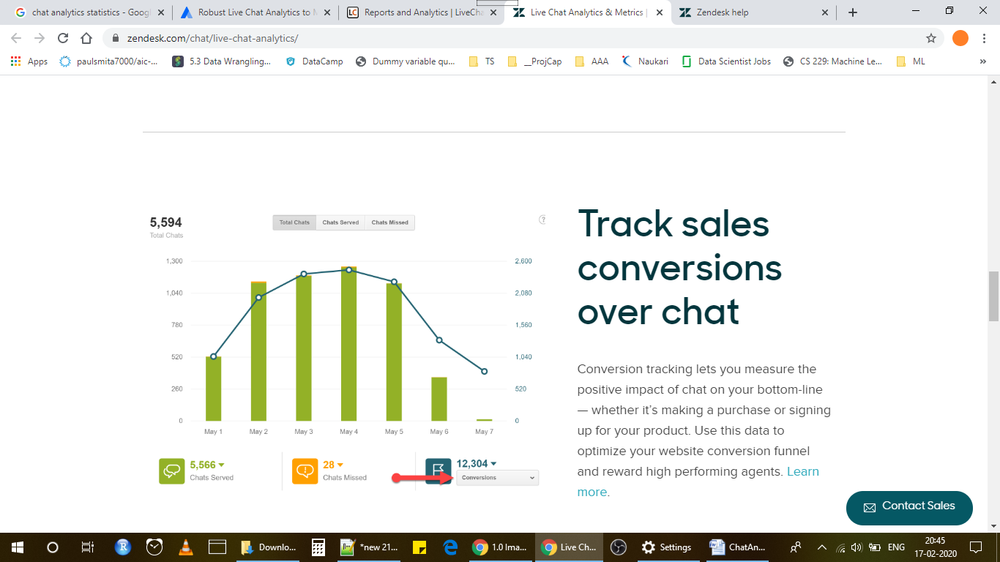 chat analytics statistics - Googl
Robust Live Chat Analytics to M
LC
Reports and Analytics | LiveCha
Live Chat Analytics & Metrics |
Zendesk help
zendesk.com/chat/live-chat-analytics/
Apps
paulsmita7000/aic-...
5.3 Data Wrangling...
DataCamp
Dummy variable qu...
TS
__ProjCap
AAA
Naukari
Data Scientist Jobs
CS 229: Machine Le...
ML
»
5,594
Total Chats
Total Chats
Chats Served
Chats Missed
?
1,300
2,600
1,040
2,080
780
1,560
520
1,040
260
520
0
0
May 1
May 2
May 3
May 4
May 5
May 6
May 7
5,566
Chats Served
28
Chats Missed
12,304
Conversions
Track sales
conversions
over chat
Conversion tracking lets you measure the
positive impact of chat on your bottom-line
— whether it’s making a purchase or signing
up for your product. Use this data to
optimize your website conversion funnel
and reward high performing agents. Learn
more.
Contact Sales
R
Downlo...
*new 21...
1.0 Ima...
Live Ch...
Settings
ChatAn...
ENG
20:45
17-02-2020